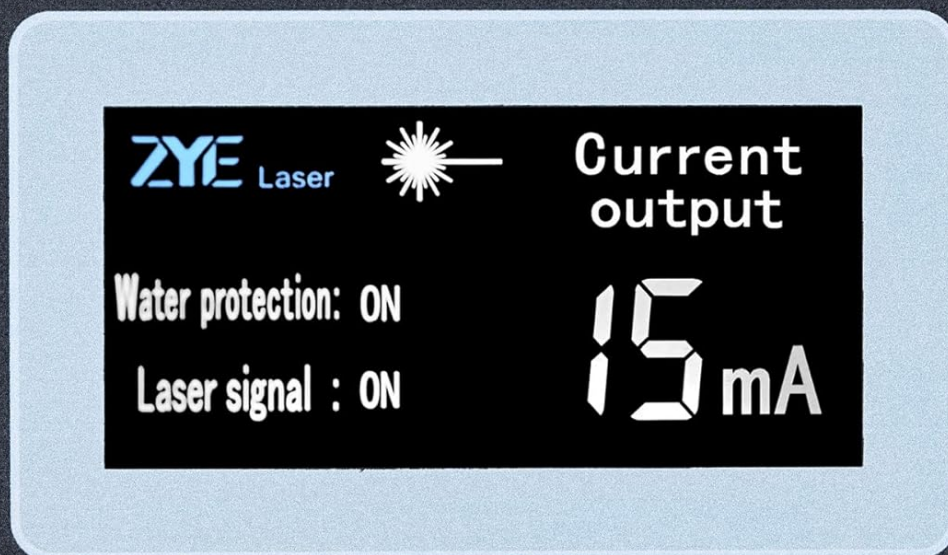 ZYE Laser
Current
output
Water protection: ON
Laser signal : ON
15 mA